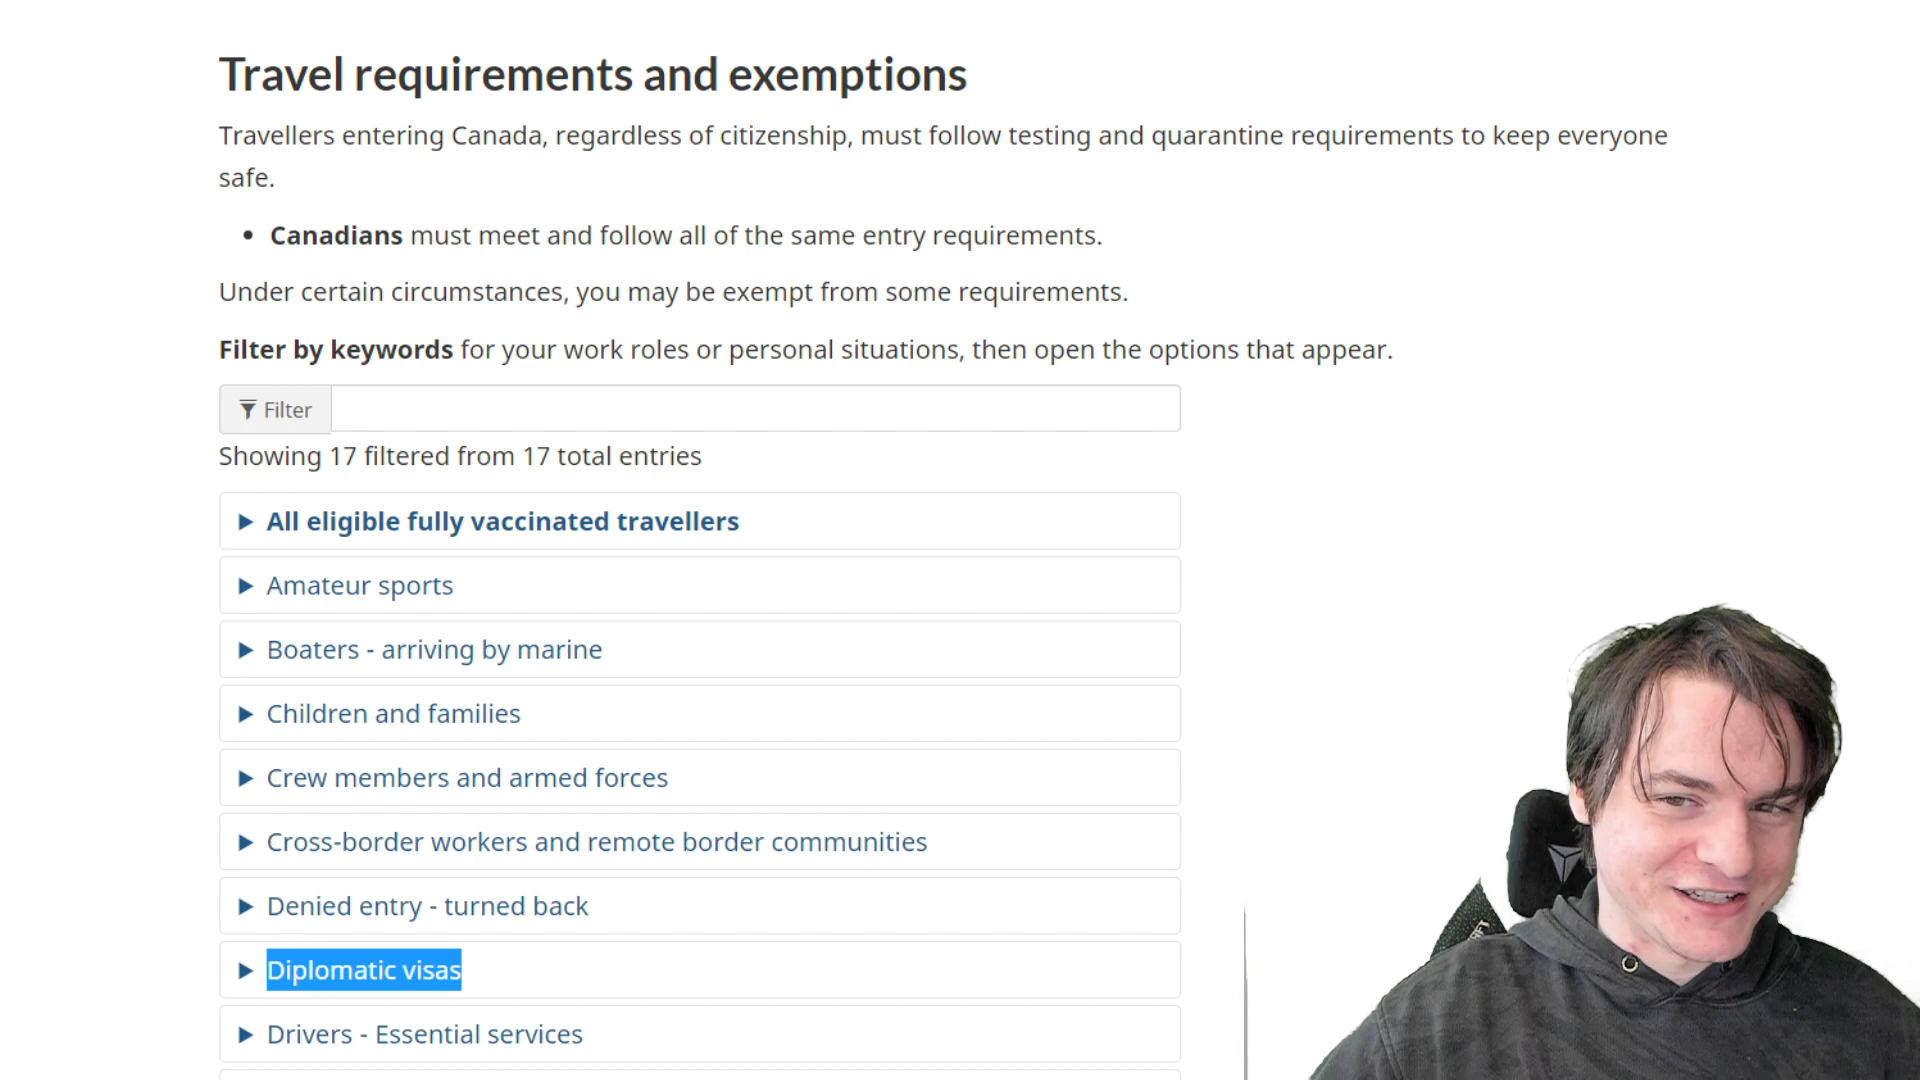 Travel requirements and exemptions
Travellers entering Canada, regardless of citizenship, must follow testing and quarantine requirements to keep everyone
safe.
• Canadians must meet and follow all of the same entry requirements.
Under certain circumstances, you may be exempt from some requirements.
Filter by keywords for your work roles or personal situations, then open the options that appear.
Filter
Showing 17 filtered from 17 total entries
All eligible fully vaccinated travellers
Amateur sports
Boaters - arriving by marine
Children and families
Crew members and armed forces
Cross-border workers and remote border communities
Denied entry - turned back
Diplomatic visas
Drivers - Essential services